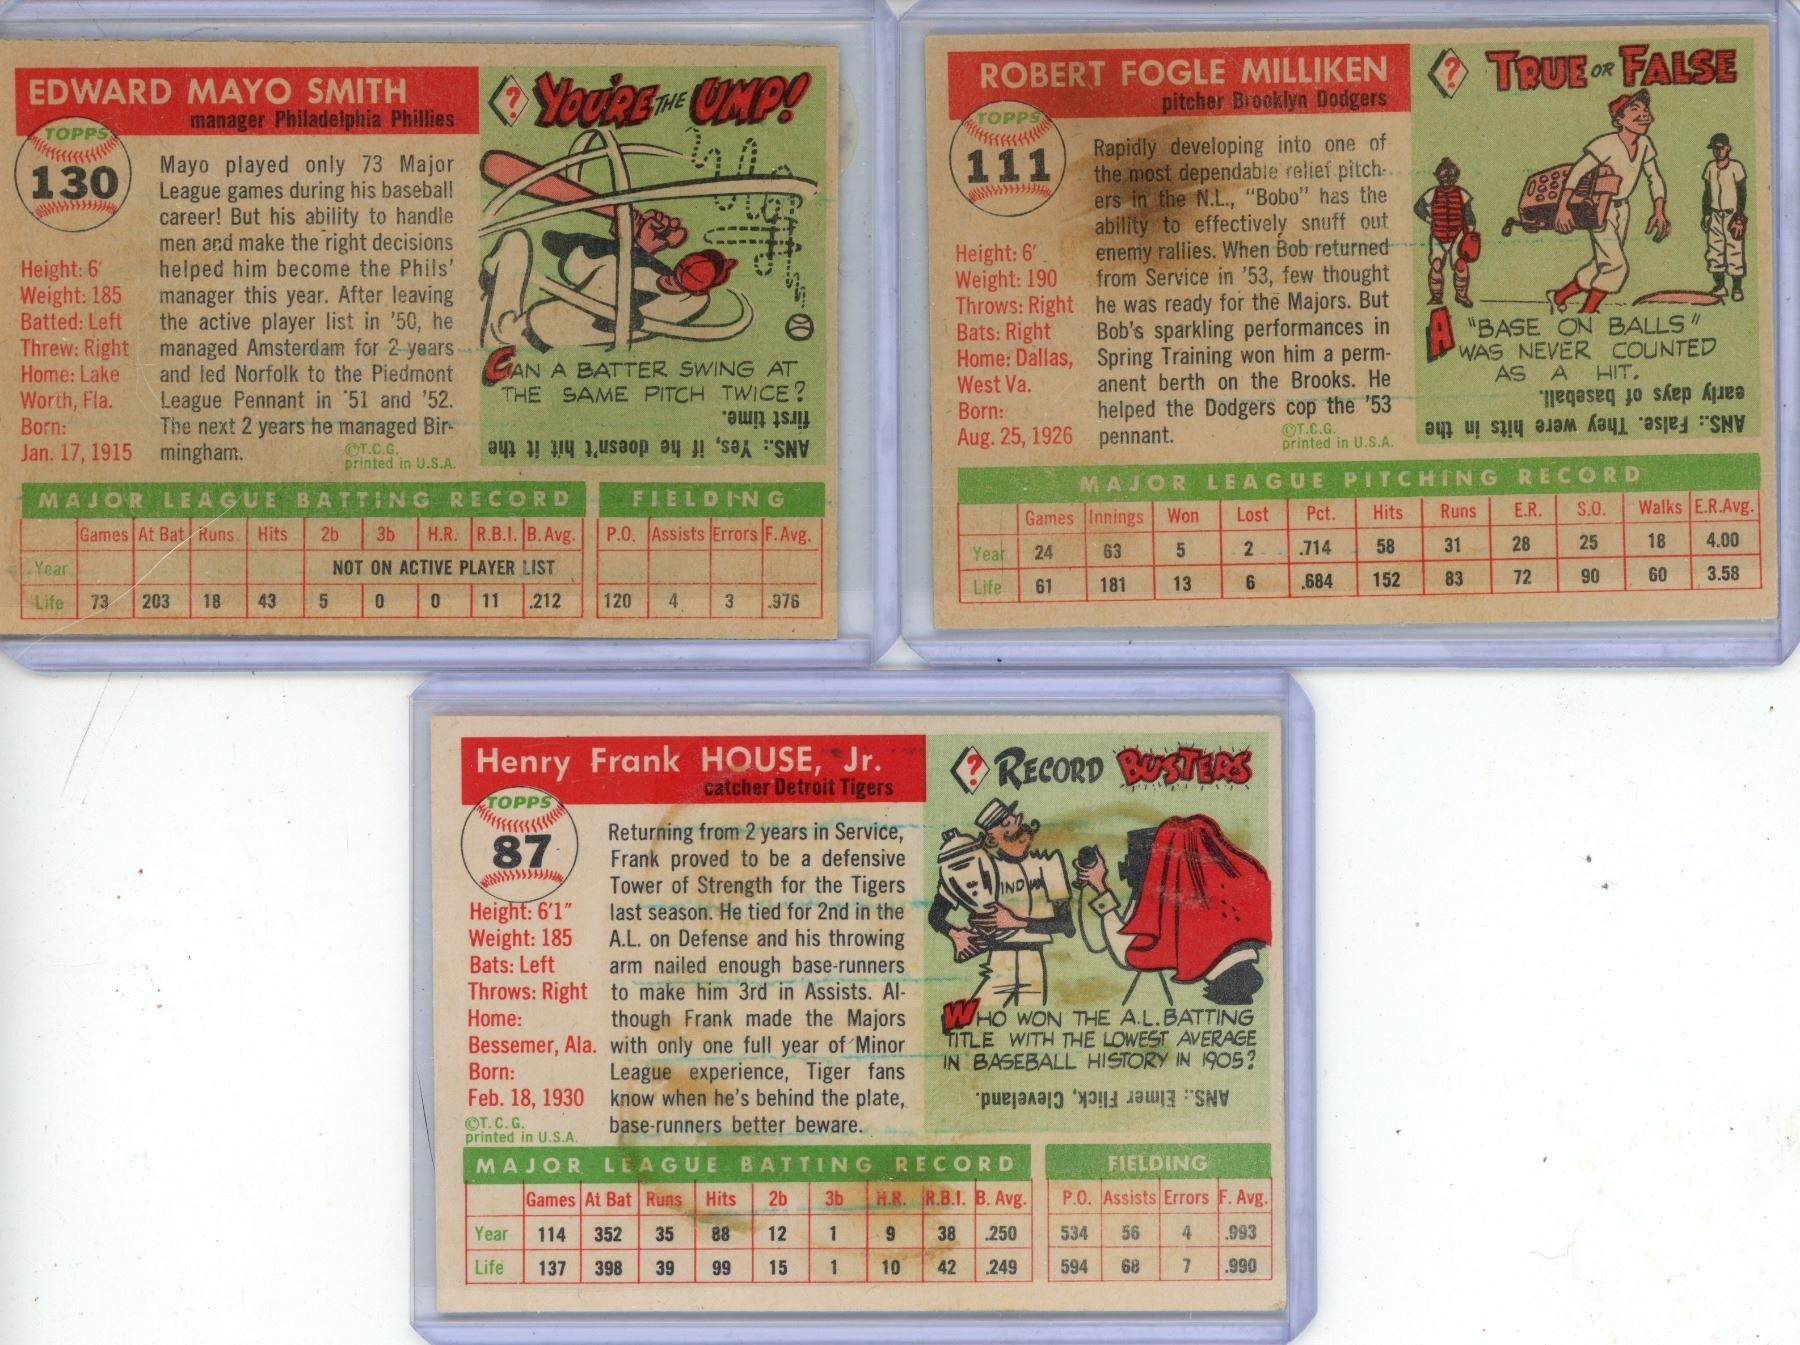 EDWARD MAYO SMITH
manager Philadelphia Phillies
TOPPS
130
Height: 6'
Weight: 185
Batted: Left
Threw: Right
Home: Lake
Worth, Fla.
Born:
Jan. 17, 1915
Mayo played only 73 Major
League games during his baseball
career! But his ability to handle
men and make the right decisions
helped him become the Phils'
manager this year. After leaving
the active player list in '50, he
managed Amsterdam for 2 years
and led Norfolk to the Piedmont
League Pennant in '51 and '52.
The next 2 years he managed Bir-
mingham.
©T.C.G.
printed in U.S.A.
? YOU'RE THE UMP!
CAN A BATTER SWING AT
THE SAME PITCH TWICE?
ANS.: Yes, if he doesn't hit it the
first time.
MAJOR LEAGUE BATTING RECORD FIELDING
Games At Bat Runs Hits 2b 3b H.R. R.B.I. B. Avg. P.O. Assists Errors F. Avg.
Year NOT ON ACTIVE PLAYER LIST
Life 73 203 18 43 5 0 0 11 .212 120 4 3 .976
ROBERT FOGLE MILLIKEN
pitcher Brooklyn Dodgers
TOPPS
111
Height: 6'
Weight: 190
Throws: Right
Bats: Right
Home: Dallas,
West Va.
Born:
Aug. 25, 1926
Rapidly developing into one of
the most dependable relief pitch-
ers in the N.L., "Bobo" has the
ability to effectively snuff out
enemy rallies. When Bob returned
from Service in '53, few thought
he was ready for the Majors. But
Bob's sparkling performances in
Spring Training won him a perm-
anent berth on the Brooks. He
helped the Dodgers cop the '53
pennant.
©T.C.G.
printed in U.S.A.
? TRUE OR FALSE
A "BASE ON BALLS"
WAS NEVER COUNTED
AS A HIT.
ANS.: False. They were hits in the
early days of baseball.
MAJOR LEAGUE PITCHING RECORD
Games Innings Won Lost Pct. Hits Runs E.R. S.O. Walks E.R.Avg.
Year 24 63 5 2 .714 58 31 28 25 18 4.00
Life 61 181 13 6 .684 152 83 72 90 60 3.58
Henry Frank HOUSE, Jr.
catcher Detroit Tigers
TOPPS
87
Height: 6'1"
Weight: 185
Bats: Left
Throws: Right
Home:
Bessemer, Ala.
Born:
Feb. 18, 1930
©T.C.G.
printed in U.S.A.
Returning from 2 years in Service,
Frank proved to be a defensive
Tower of Strength for the Tigers
last season. He tied for 2nd in the
A.L. on Defense and his throwing
arm nailed enough base-runners
to make him 3rd in Assists. Al-
though Frank made the Majors
with only one full year of Minor
League experience, Tiger fans
know when he's behind the plate,
base-runners better beware.
? RECORD BUSTERS
WHO WON THE A.L. BATTING
TITLE WITH THE LOWEST AVERAGE
IN BASEBALL HISTORY IN 1905?
ANS.: Elmer Flick, Cleveland.
MAJOR LEAGUE BATTING RECORD FIELDING
Games At Bat Runs Hits 2b 3b H.R. R.B.I. B. Avg. P.O. Assists Errors F. Avg.
Year 114 352 35 88 12 1 9 38 .250 534 56 4 .993
Life 137 398 39 99 15 1 10 42 .249 594 68 7 .990